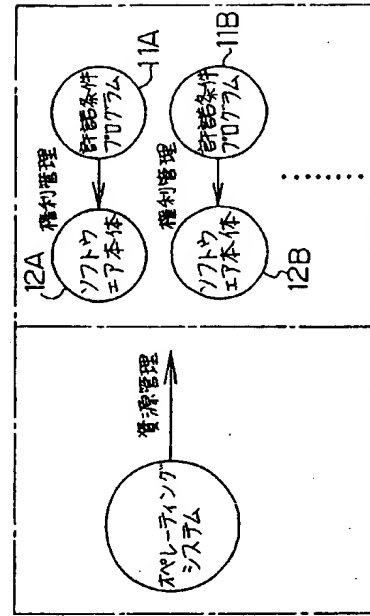 オペレーティング
システム
資源管理
12A
ソフトウ
ェア本体
権利管理
許諾条件
プログラム
11A
12B
ソフトウ
ェア本体
権利管理
許諾条件
プログラム
11B